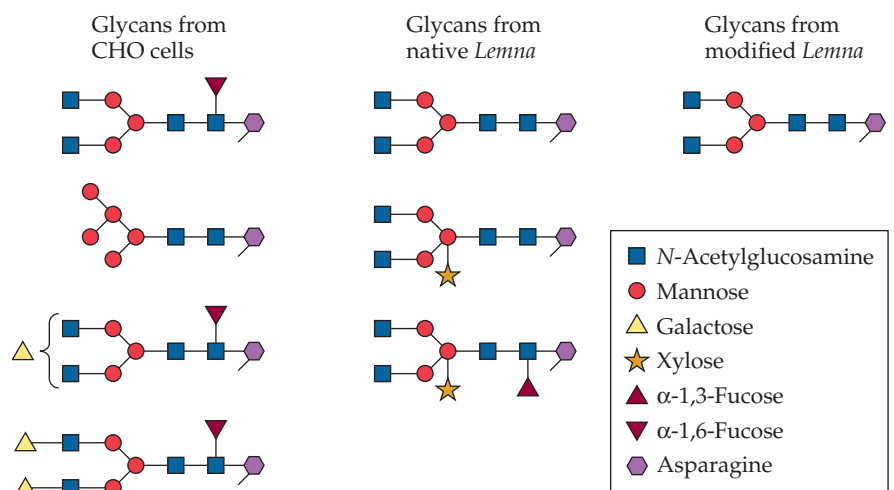 Glycans from
CHO cells
Glycans from
native Lemna
Glycans from
modified Lemna
N-Acetylglucosamine
Mannose
Galactose
Xylose
α-1,3-Fucose
α-1,6-Fucose
Asparagine